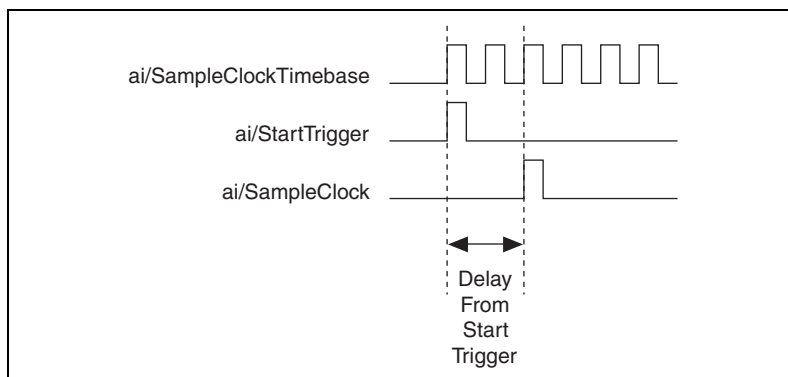 ai/SampleClockTimebase
ai/StartTrigger
ai/SampleClock
Delay
From
Start
Trigger